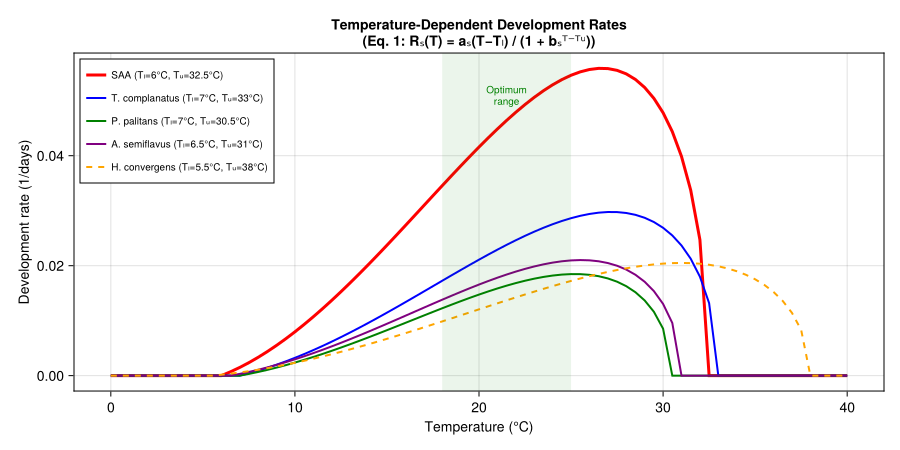 Temperature-Dependent Development Rates
(Eq. 1: Rₛ(T) = aₛ(T−Tₗ) / (1 + bₛᵀ⁻ᵀᵘ))
SAA (Tₗ=6°C, Tᵤ=32.5°C)
T. complanatus (Tₗ=7°C, Tᵤ=33°C)
P. palitans (Tₗ=7°C, Tᵤ=30.5°C)
A. semiflavus (Tₗ=6.5°C, Tᵤ=31°C)
H. convergens (Tₗ=5.5°C, Tᵤ=38°C)
Optimum
range
Development rate (1/days)
0.04
0.02
0.00
0 10 20 30 40
Temperature (°C)